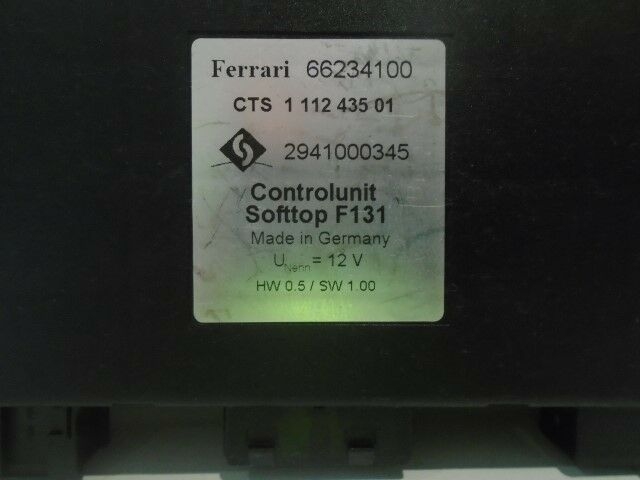 Ferrari 66234100
CTS 1 112 435 01
2941000345
Controlunit
Softtop F131
Made in Germany
UNenn = 12 V
HW 0.5 / SW 1.00